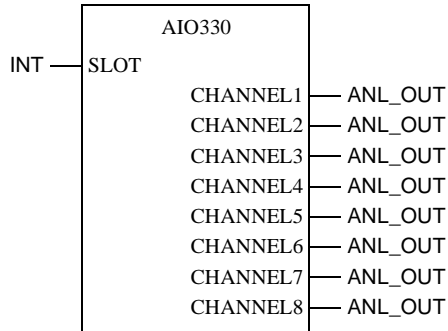 AIO330
INT SLOT
CHANNEL1 ANL_OUT
CHANNEL2 ANL_OUT
CHANNEL3 ANL_OUT
CHANNEL4 ANL_OUT
CHANNEL5 ANL_OUT
CHANNEL6 ANL_OUT
CHANNEL7 ANL_OUT
CHANNEL8 ANL_OUT